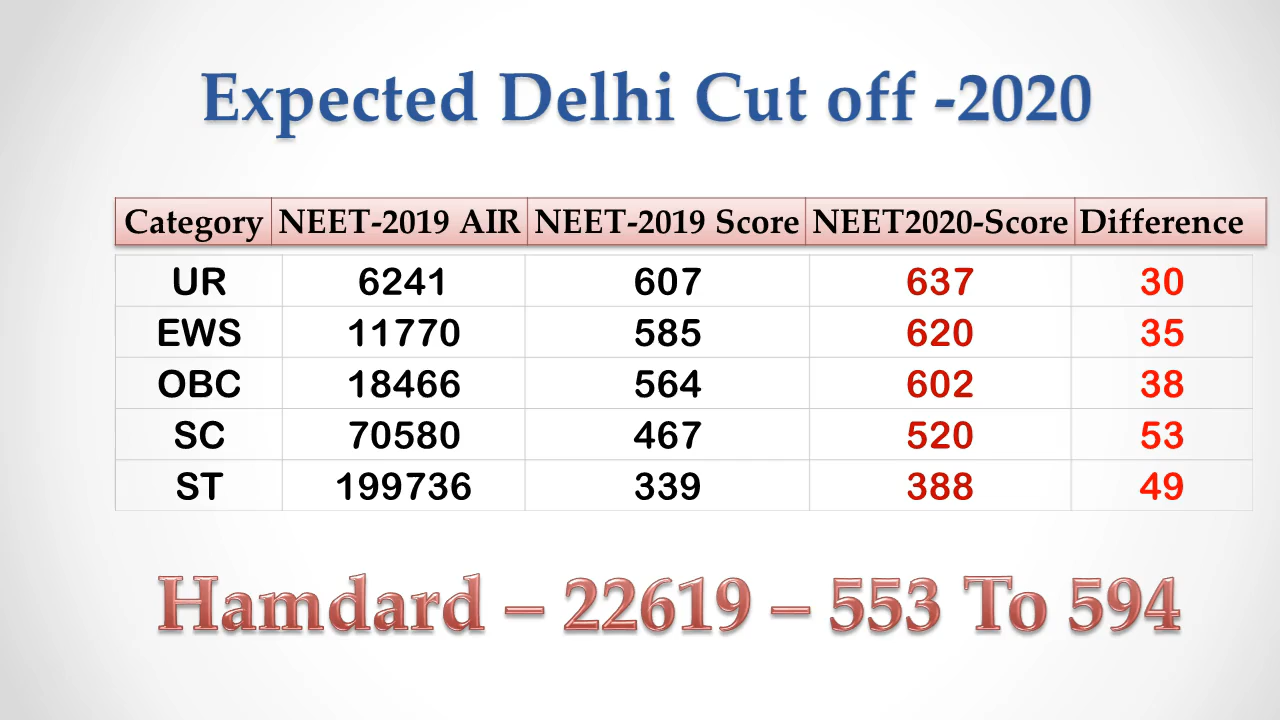 Expected Delhi Cut off -2020
Category NEET-2019 AIR NEET-2019 Score NEET2020-Score Difference
UR 6241 607 637 30
EWS 11770 585 620 35
OBC 18466 564 602 38
SC 70580 467 520 53
ST 199736 339 388 49
Hamdard – 22619 – 553 To 594